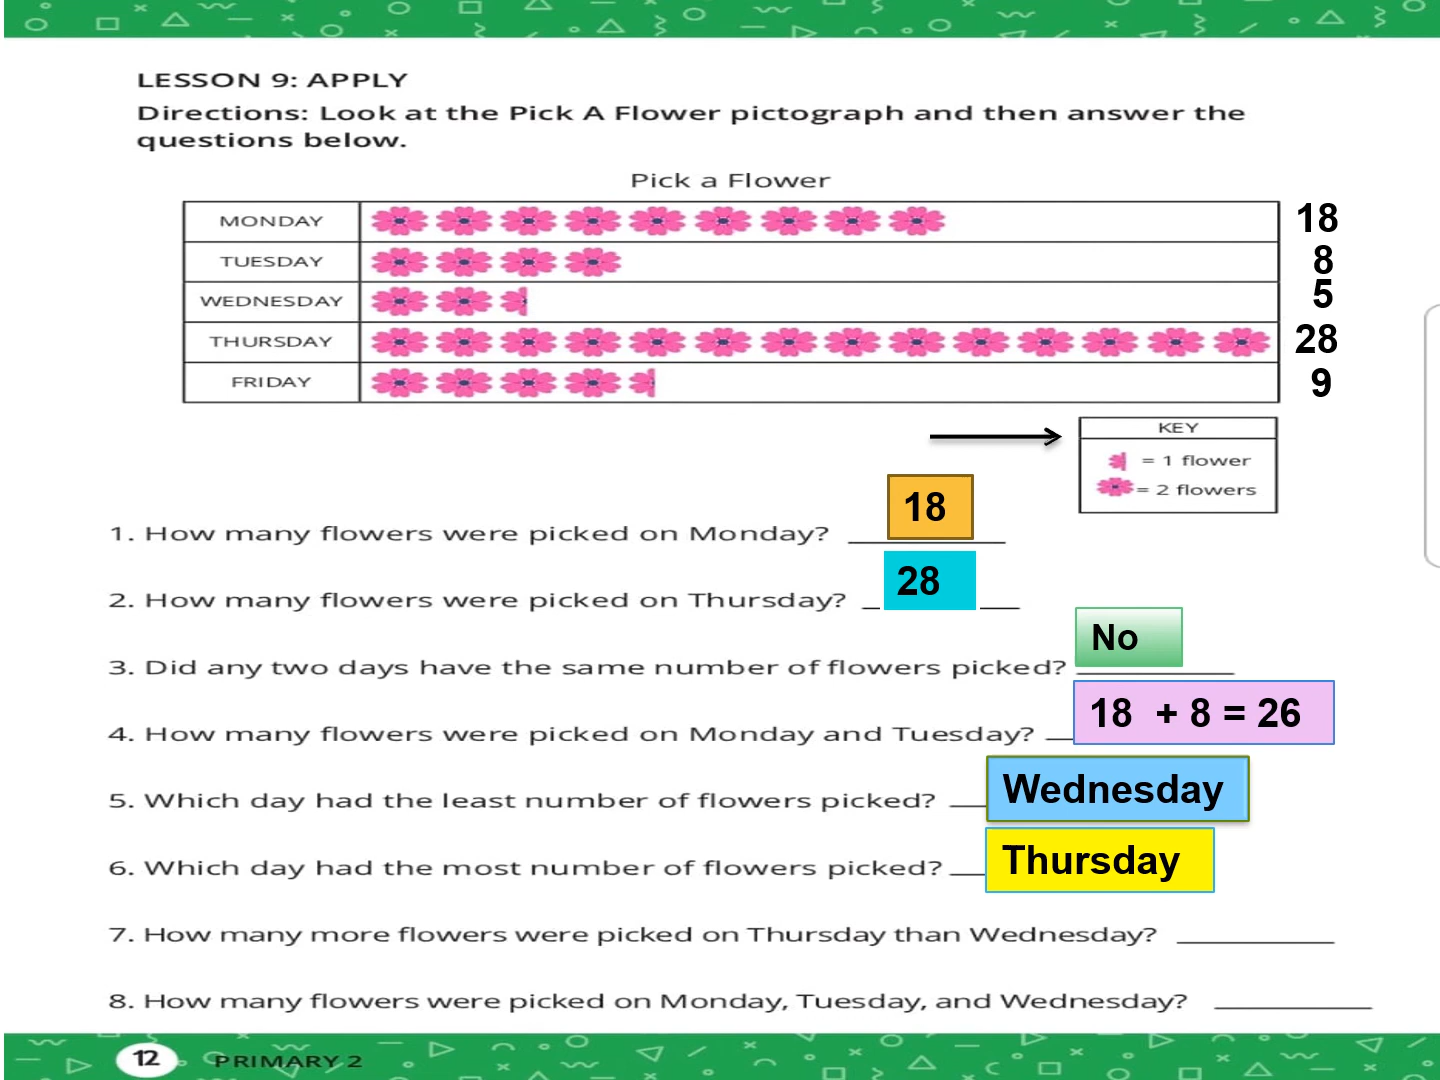 LESSON 9: APPLY
Directions: Look at the Pick A Flower pictograph and then answer the
questions below.
Pick a Flower
MONDAY 18
TUESDAY 8
WEDNESDAY 5
THURSDAY 28
FRIDAY 9
KEY
= 1 flower
= 2 flowers
1. How many flowers were picked on Monday? 18
2. How many flowers were picked on Thursday? 28
3. Did any two days have the same number of flowers picked? No
4. How many flowers were picked on Monday and Tuesday? 18 + 8 = 26
5. Which day had the least number of flowers picked? Wednesday
6. Which day had the most number of flowers picked? Thursday
7. How many more flowers were picked on Thursday than Wednesday?
8. How many flowers were picked on Monday, Tuesday, and Wednesday?
12 PRIMARY 2